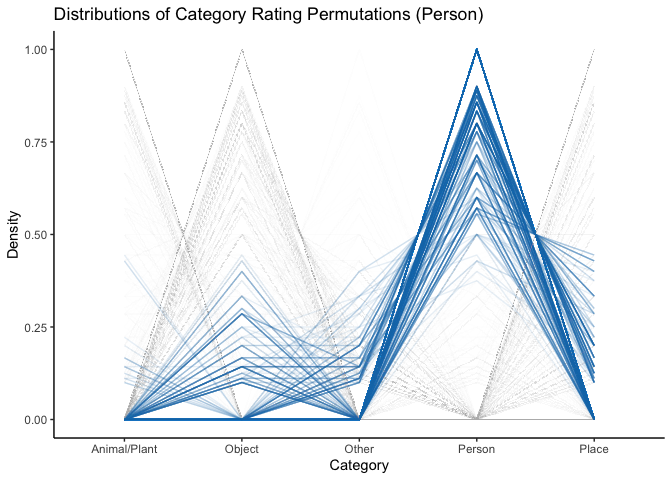 Distributions of Category Rating Permutations (Person)
1.00
0.75
0.50
0.25
0.00
Density
Animal/Plant Object Other Person Place
Category